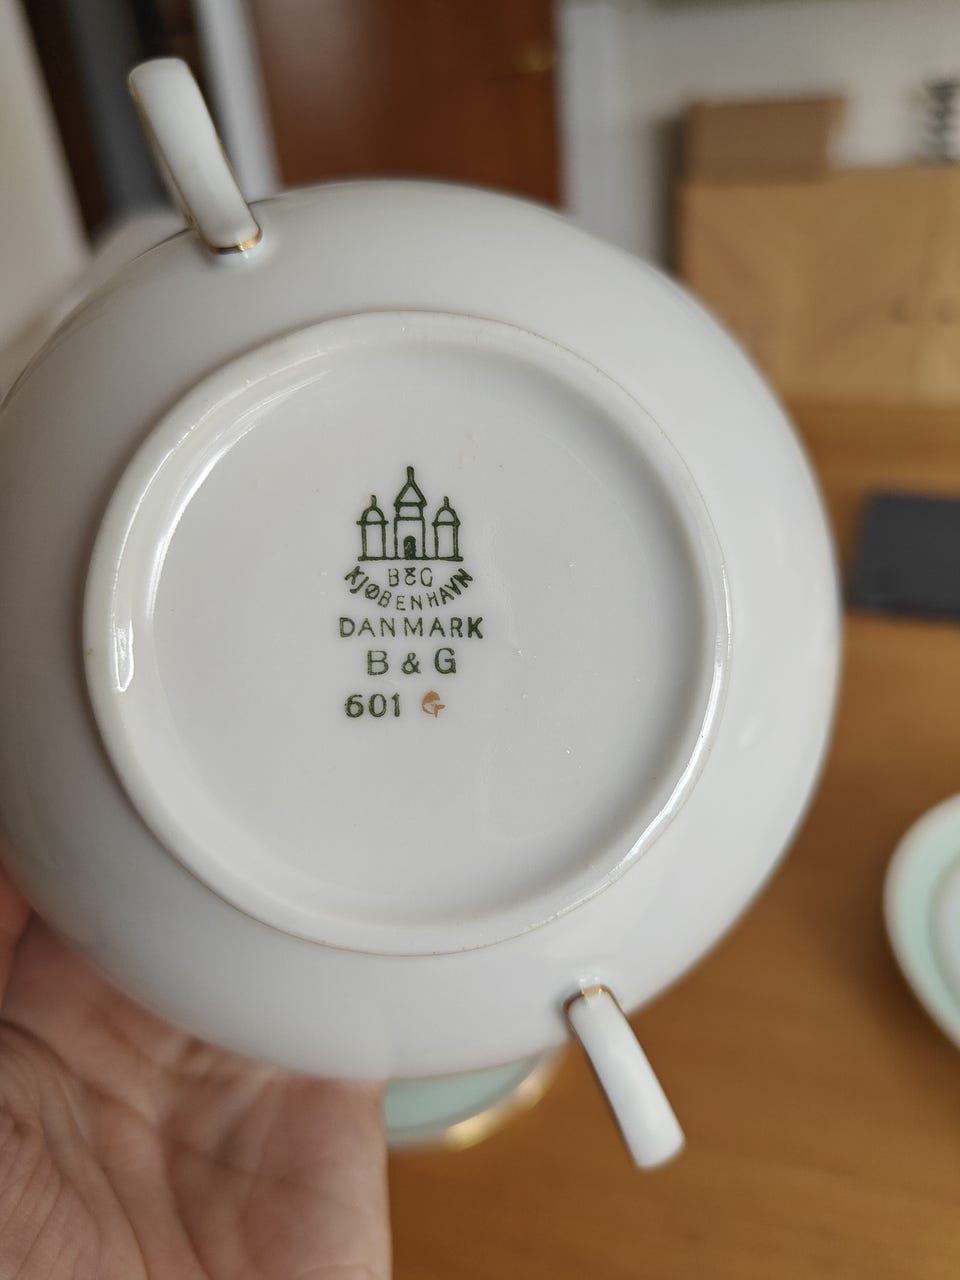 B&G
KJØBENHAVN
DANMARK
B & G
601